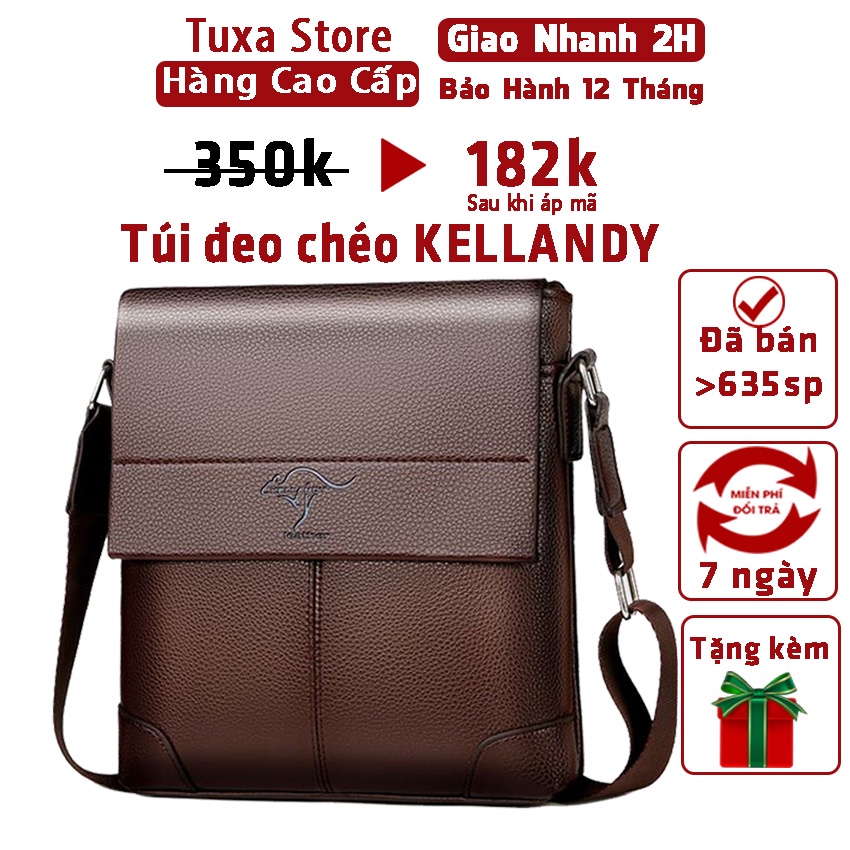 Tuxa Store
Hàng Cao Cấp
Giao Nhanh 2H
Bảo Hành 12 Tháng
350k
182k
Sau khi áp mã
Túi đeo chéo KELLANDY
Đã bán
>635sp
MIỄN PHÍ
ĐỔI TRẢ
7 ngày
Tặng kèm